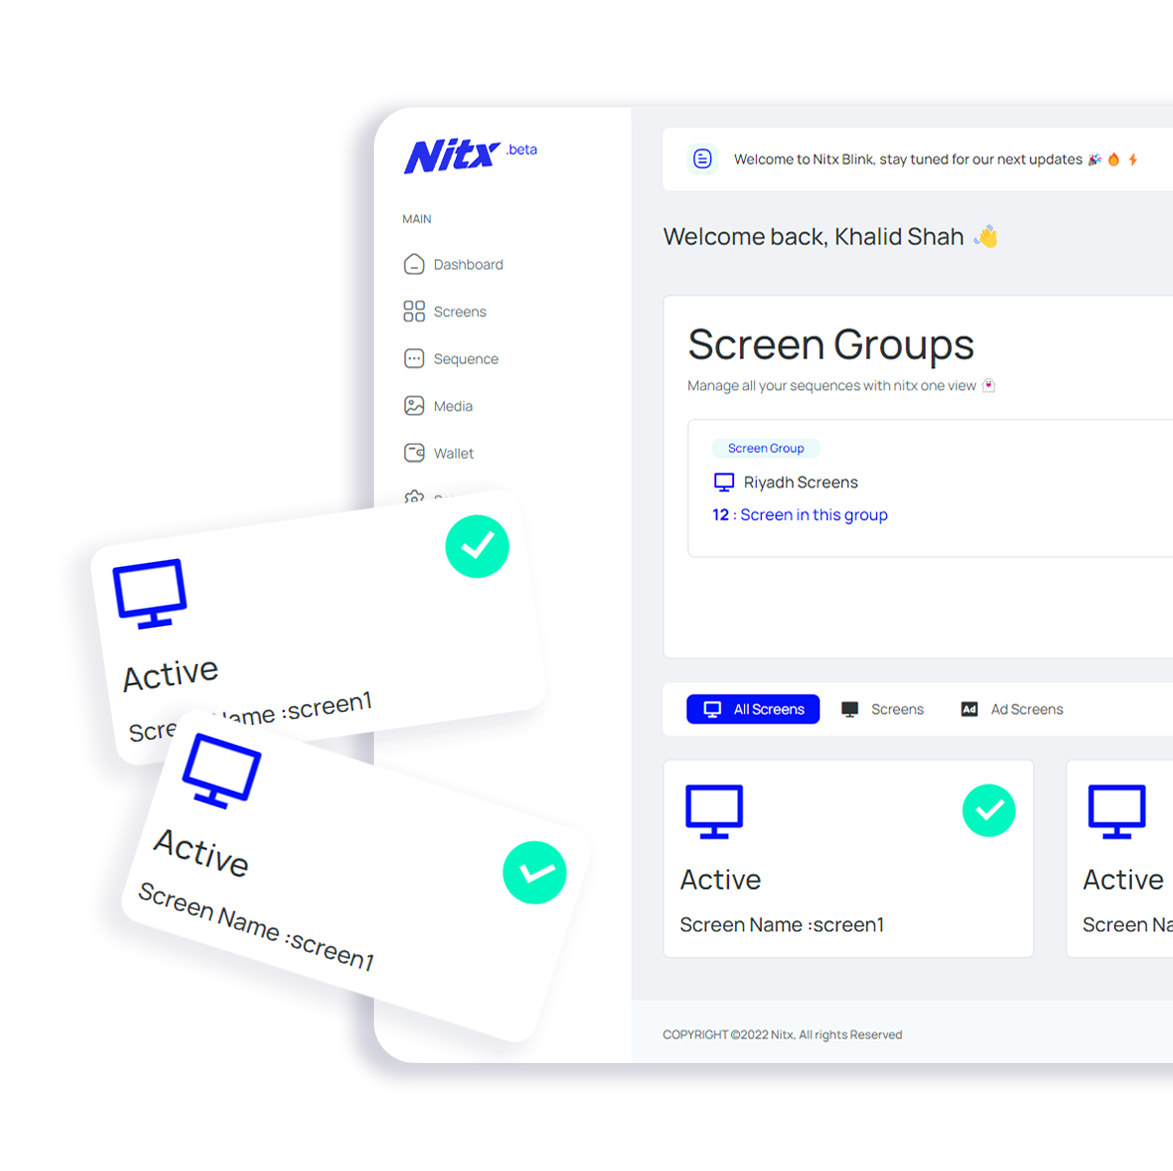 Nitx .beta
MAIN
Dashboard
Screens
Sequence
Media
Wallet
Welcome to Nitx Blink, stay tuned for our next updates 🎉 🔥 ⚡
Welcome back, Khalid Shah 👋
Screen Groups
Manage all your sequences with nitx one view
Screen Group
Riyadh Screens
12 : Screen in this group
All Screens
Screens
Ad Ad Screens
Active
Screen Name :screen1
Active
Screen Na
COPYRIGHT ©2022 Nitx, All rights Reserved
Active
Scre ame :screen1
Active
Screen Name :screen1